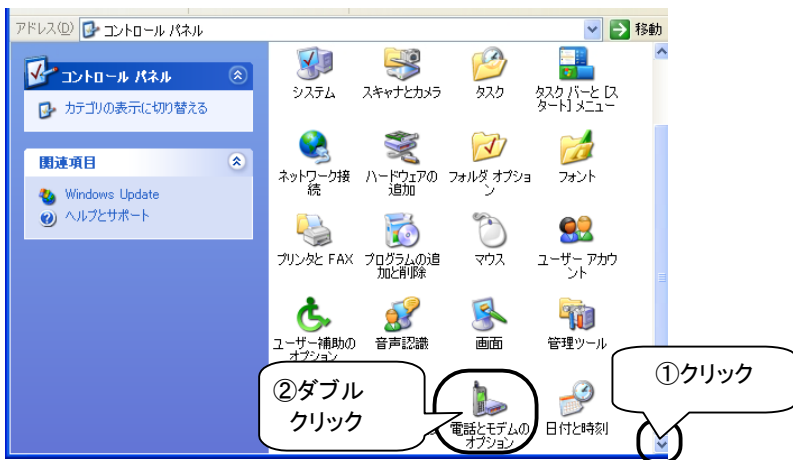 アドレス(D) コントロール パネル 移動
コントロール パネル
カテゴリの表示に切り替える
関連項目
Windows Update
ヘルプとサポート
システム
スキャナとカメラ
タスク
タスク バーと [ス
タート] メニュー
ネットワーク接
続
ハードウェアの
追加
フォルダ オプショ
ン
フォント
プリンタと FAX
プログラムの追
加と削除
マウス
ユーザー アカウ
ント
ユーザー補助の
オプション
音声認識
画面
管理ツール
電話とモデムの
オプション
日付と時刻
①クリック
②ダブル
クリック